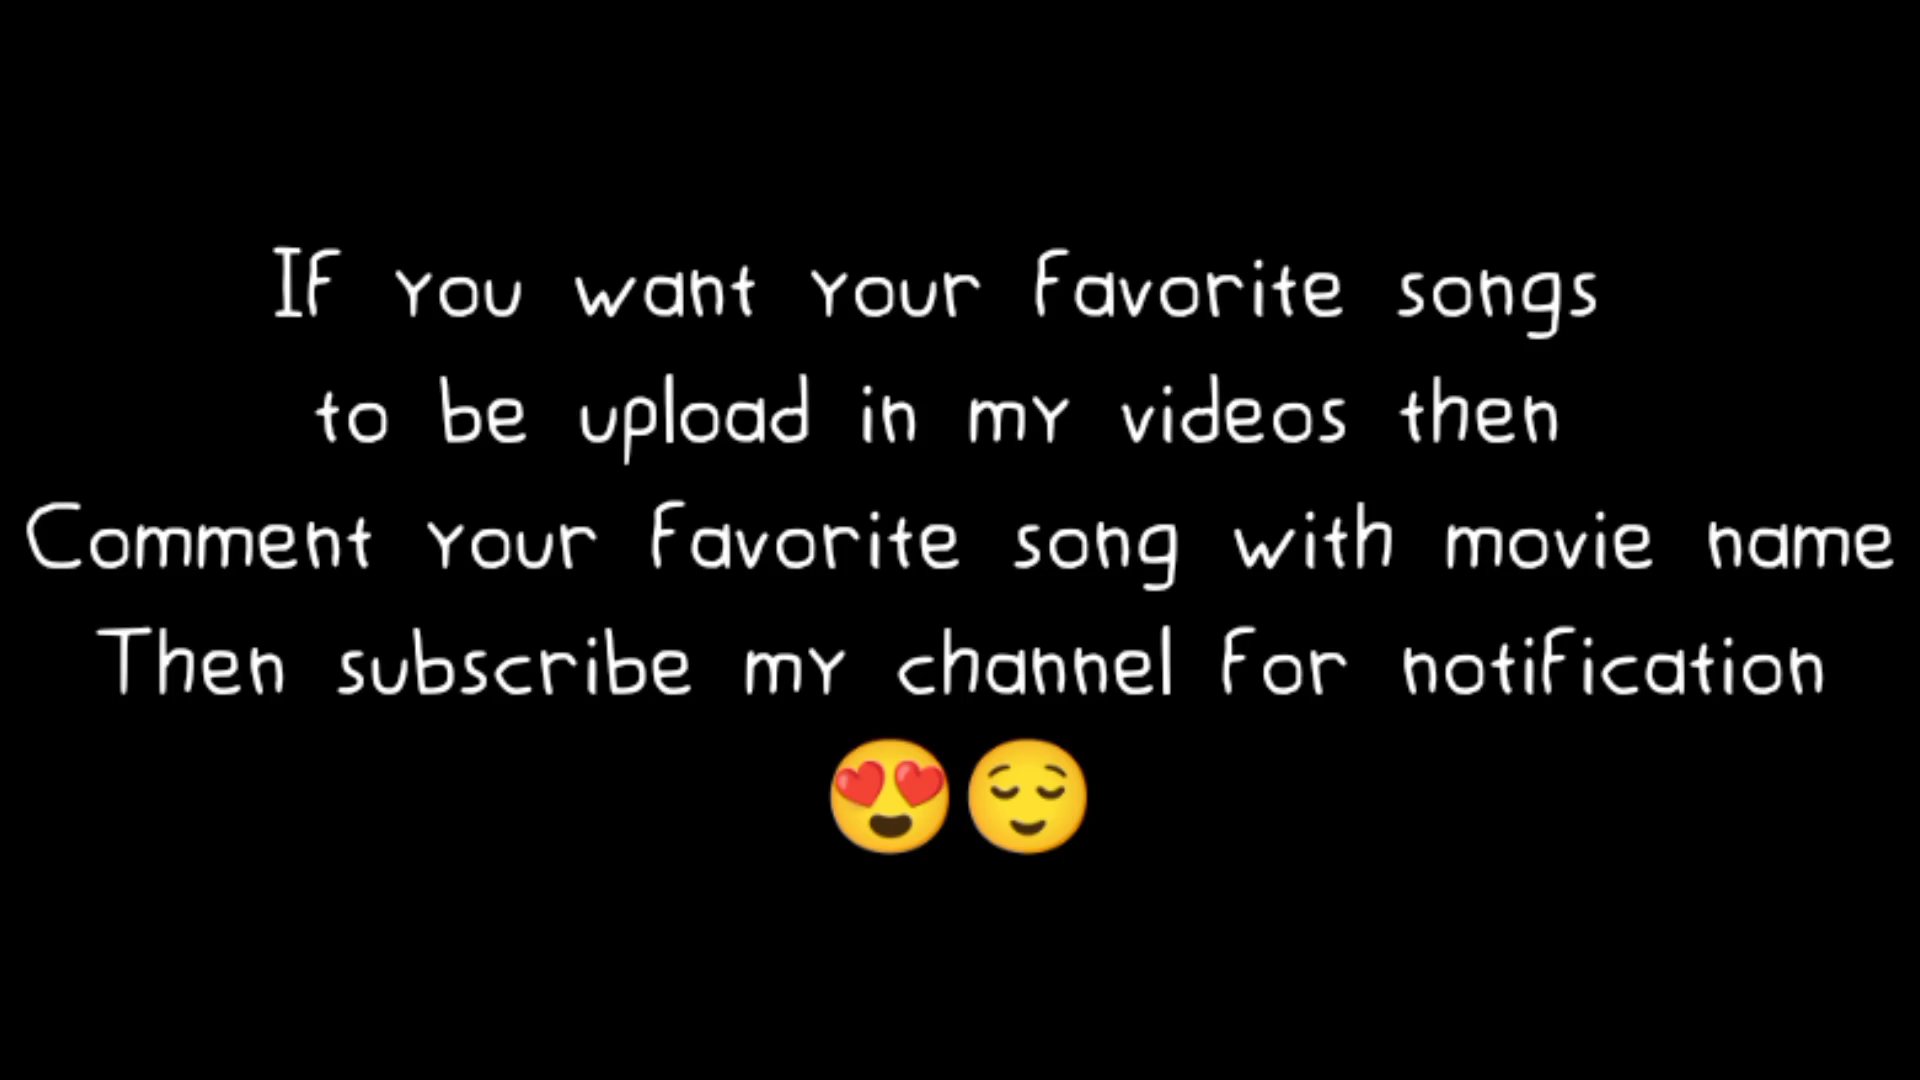 If you want your favorite songs
to be upload in my videos then
Comment your favorite song with movie name
Then subscribe my channel for notification
😍😌